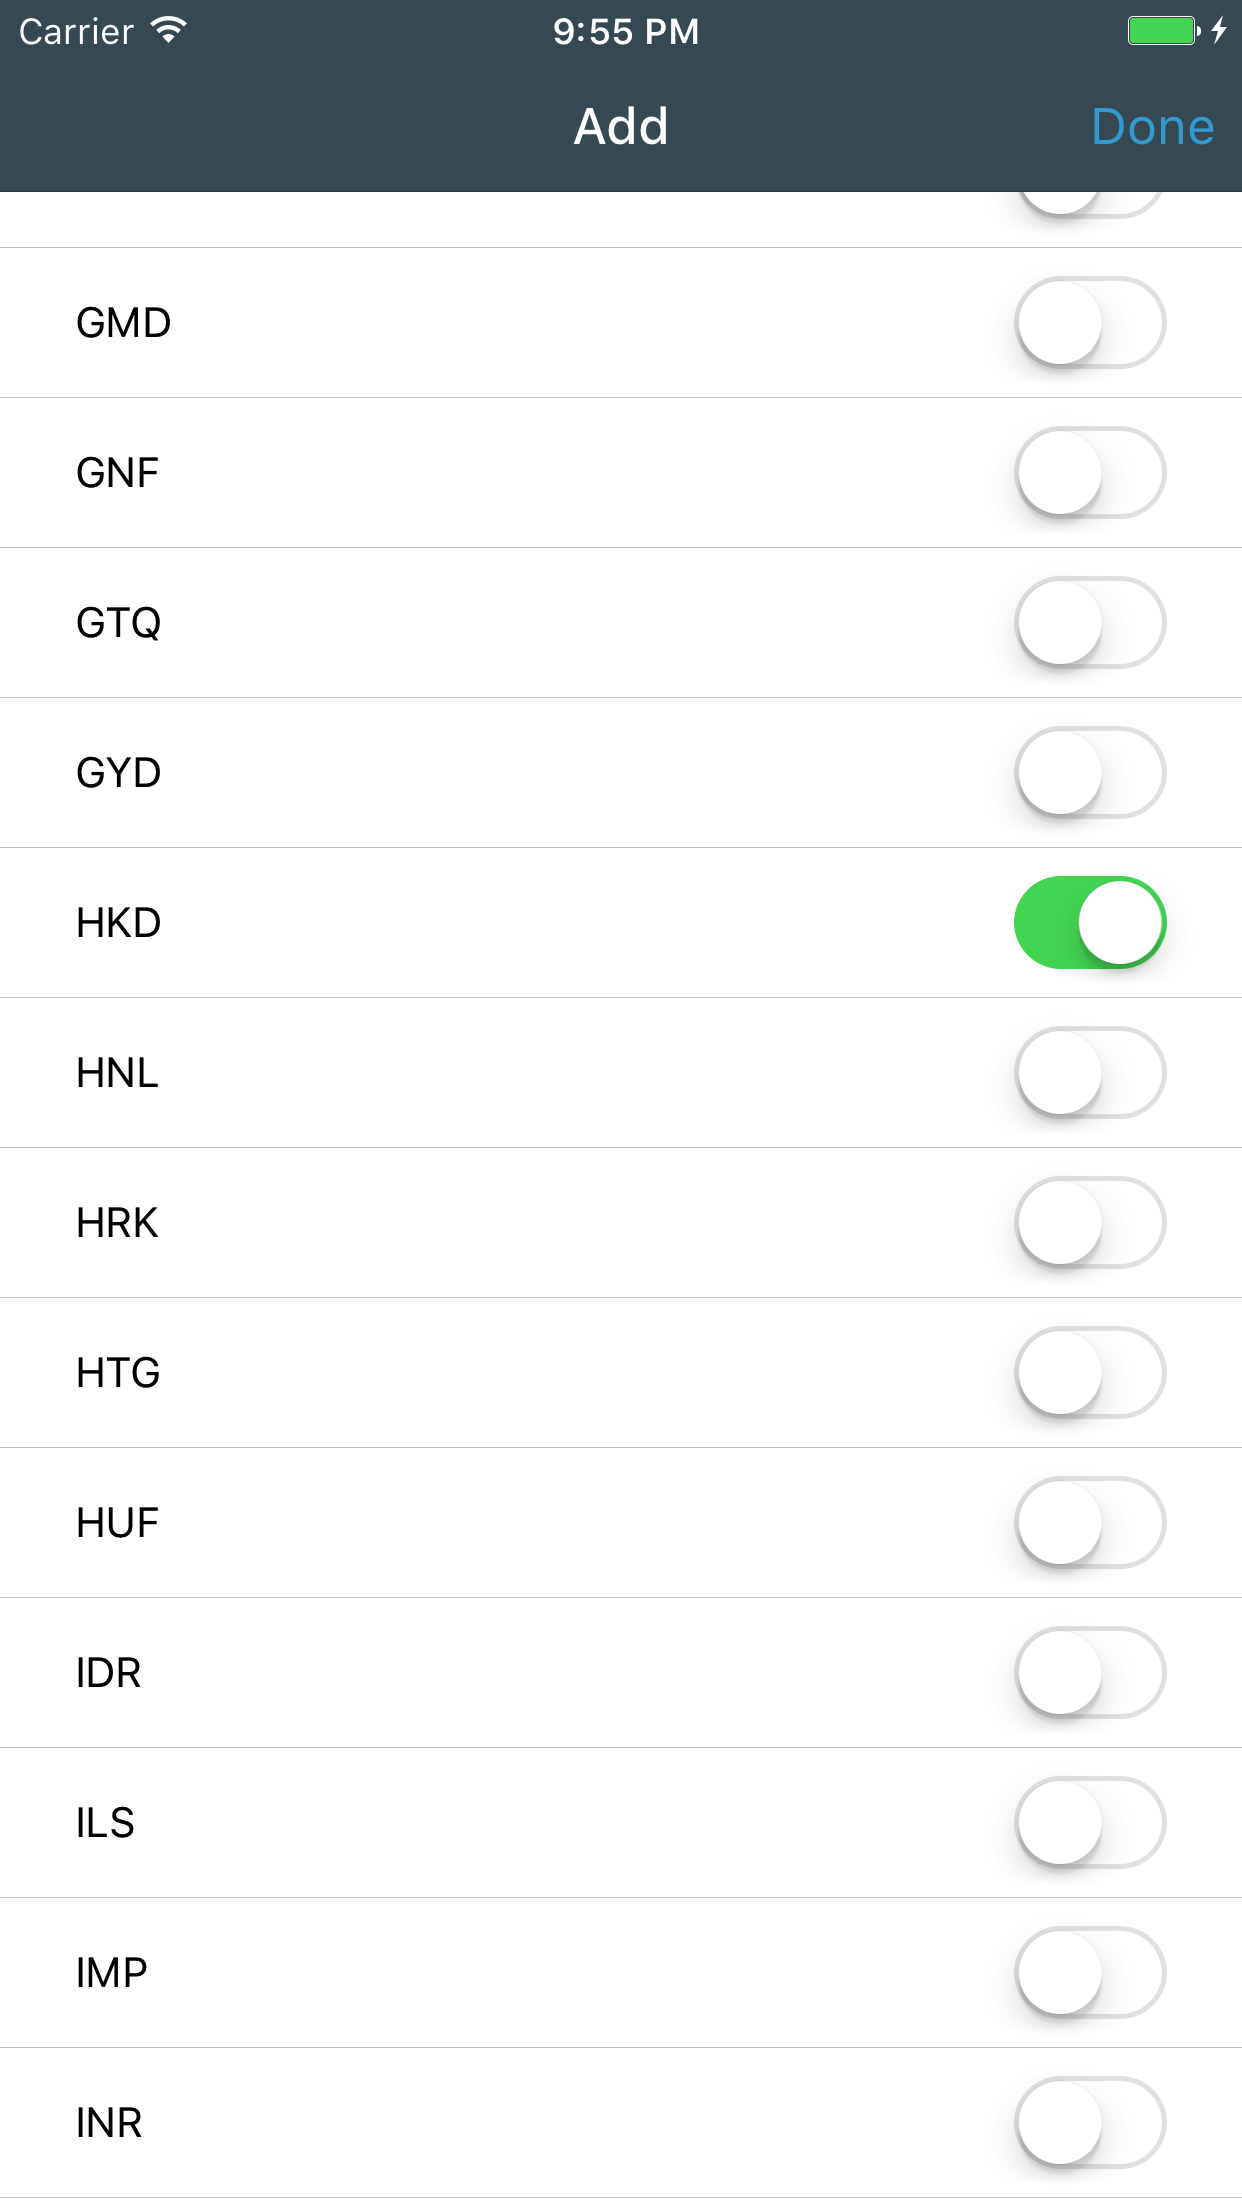 Carrier 9:55 PM
Add Done
GMD
GNF
GTQ
GYD
HKD
HNL
HRK
HTG
HUF
IDR
ILS
IMP
INR